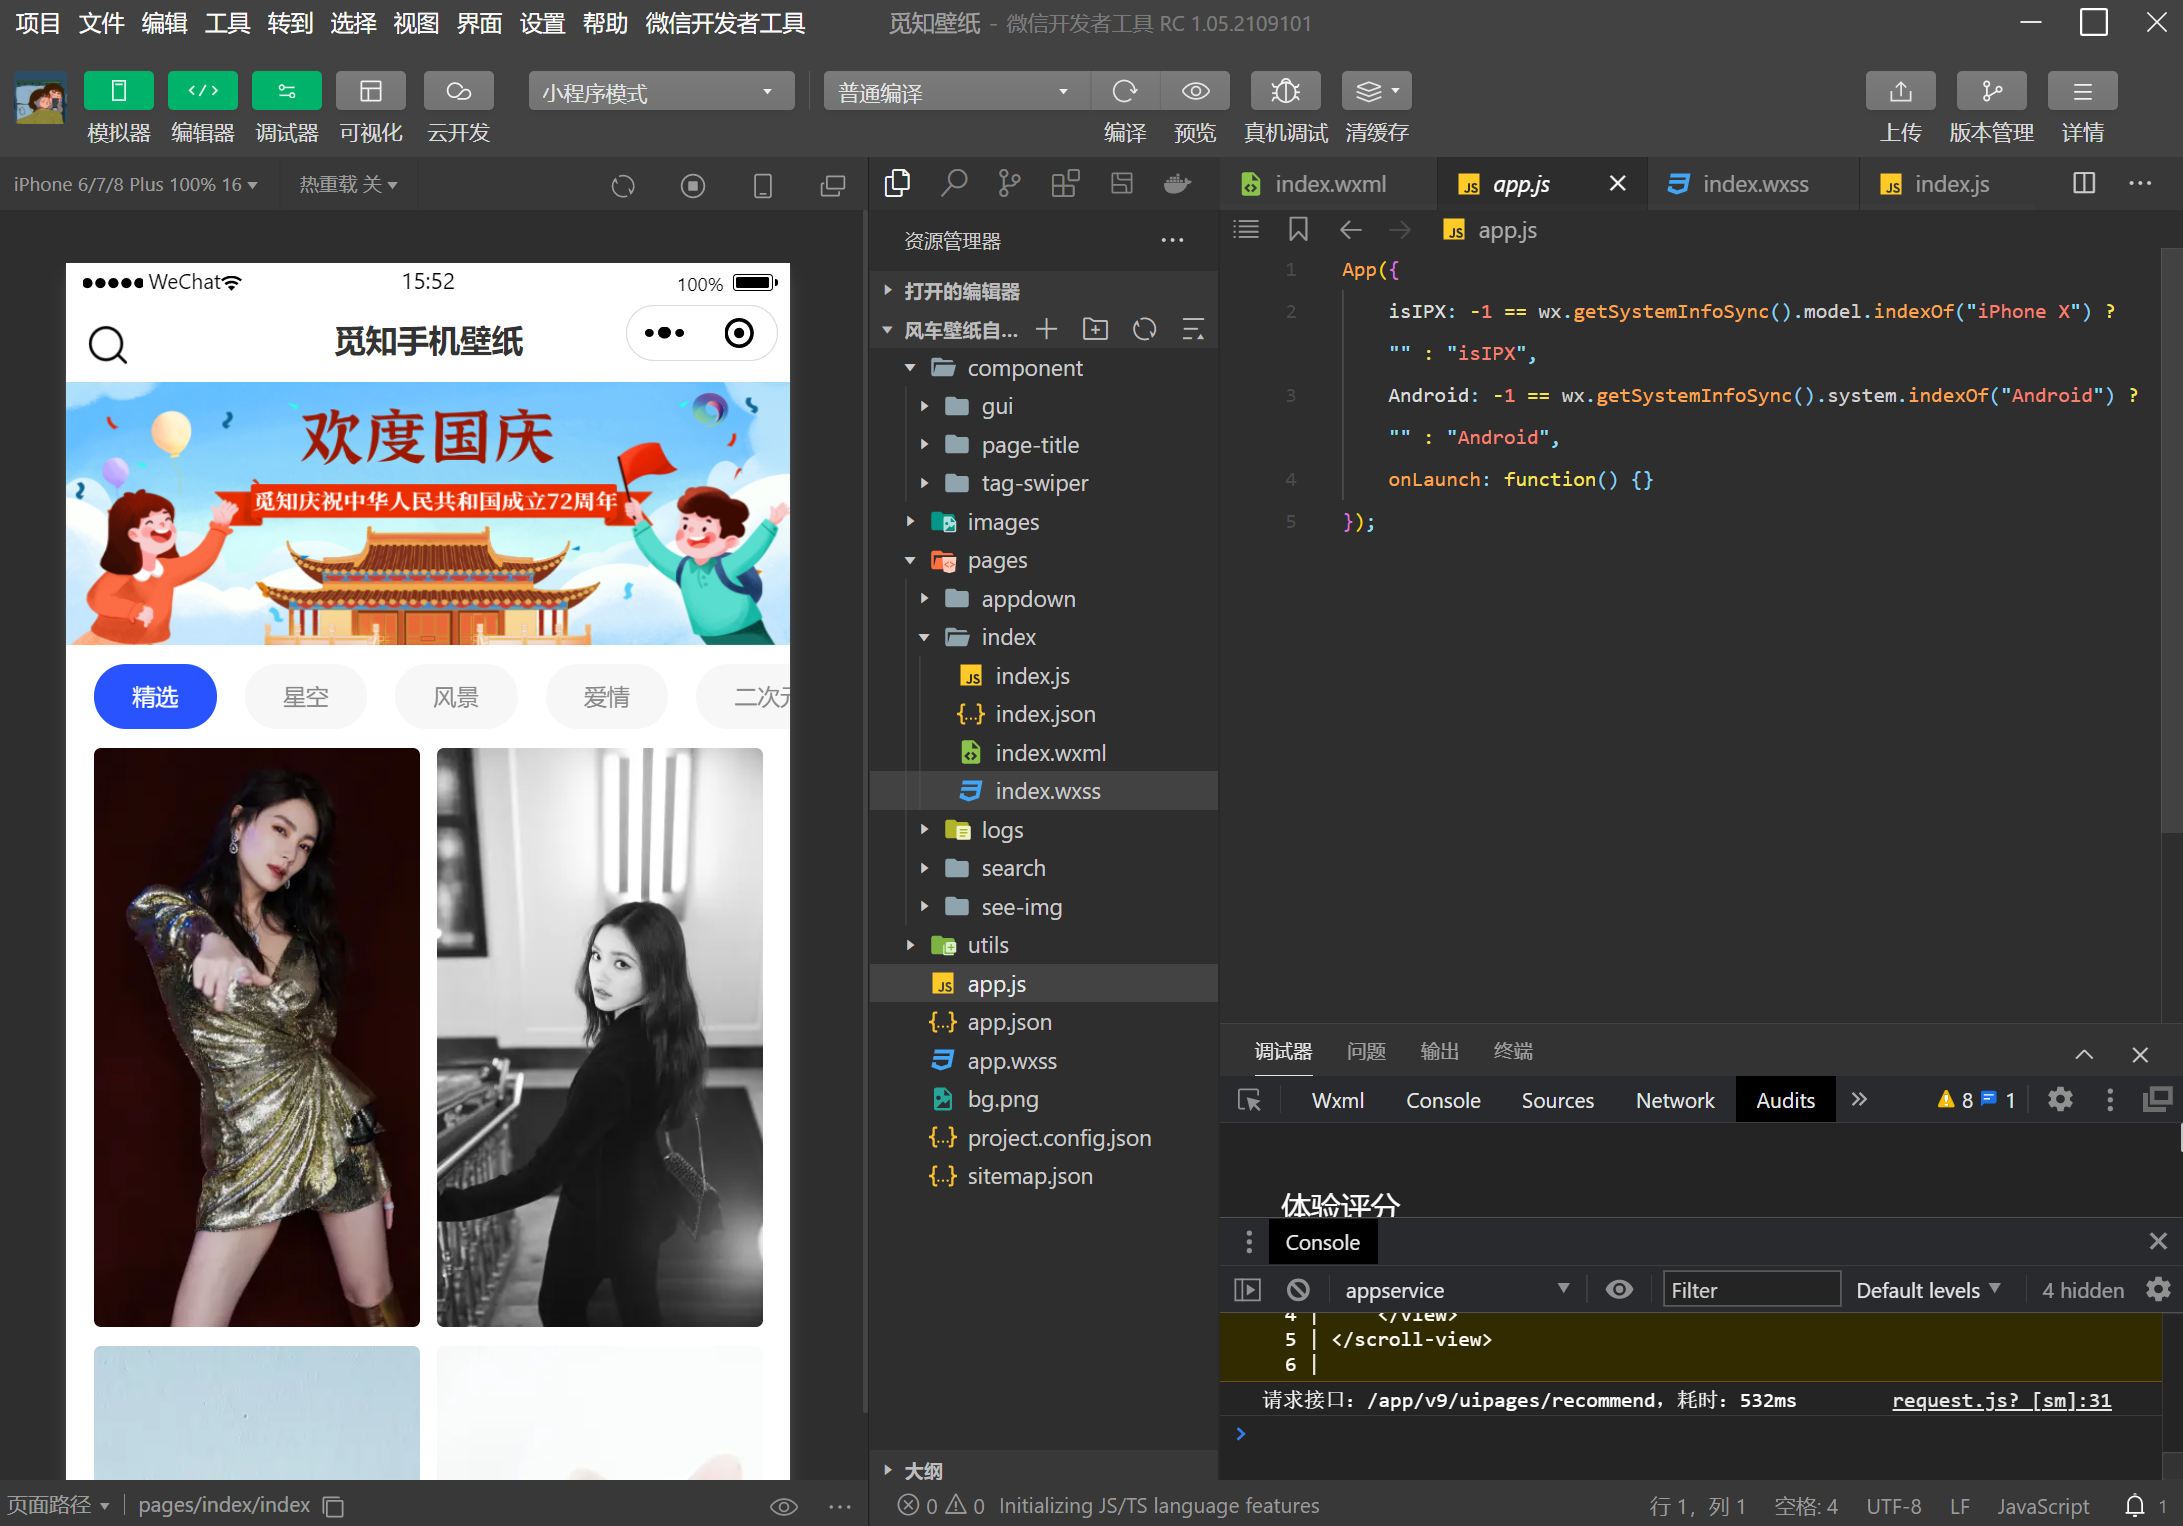 项目 文件 编辑 工具 转到 选择 视图 界面 设置 帮助 微信开发者工具
觅知壁纸 - 微信开发者工具 RC 1.05.2109101
模拟器 编辑器 调试器 可视化 云开发
小程序模式
普通编译
编译 预览 真机调试 清缓存
上传 版本管理 详情
iPhone 6/7/8 Plus 100% 16
热重载 关
WeChat
15:52
100%
觅知手机壁纸
欢度国庆
觅知庆祝中华人民共和国成立72周年
精选 星空 风景 爱情 二次元
页面路径
pages/index/index
资源管理器
打开的编辑器
风车壁纸自...
component
gui
page-title
tag-swiper
images
pages
appdown
index
index.js
index.json
index.wxml
index.wxss
logs
search
see-img
utils
app.js
app.json
app.wxss
bg.png
project.config.json
sitemap.json
大纲
0 0 Initializing JS/TS language features
index.wxml app.js index.wxss index.js
app.js
1 App({
2 isIPX: -1 == wx.getSystemInfoSync().model.indexOf("iPhone X") ?
"" : "isIPX",
3 Android: -1 == wx.getSystemInfoSync().system.indexOf("Android") ?
"" : "Android",
4 onLaunch: function() {}
5 });
调试器 问题 输出 终端
Wxml Console Sources Network Audits 8 1
体验评分
Console
appservice Filter Default levels 4 hidden
4 | </view>
5 | </scroll-view>
6 |
请求接口: /app/v9/uipages/recommend, 耗时: 532ms request.js? [sm]:31
行 1, 列 1 空格: 4 UTF-8 LF JavaScript 1